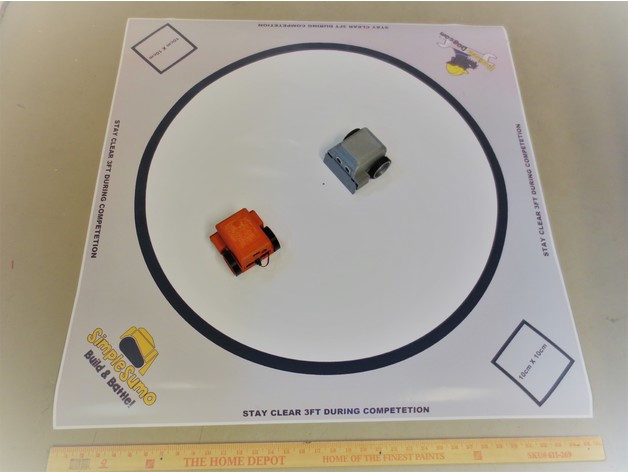 STAY CLEAR 3FT DURING COMPETETION
10cm X 10cm
STAY CLEAR 3FT DURING COMPETETION
STAY CLEAR 3FT DURING COMPETETION
SimpleSumo
Build & Battle!
10cm X 10cm
STAY CLEAR 3FT DURING COMPETETION
THE HOME DEPOT
HOME OF THE FINEST PAINTS